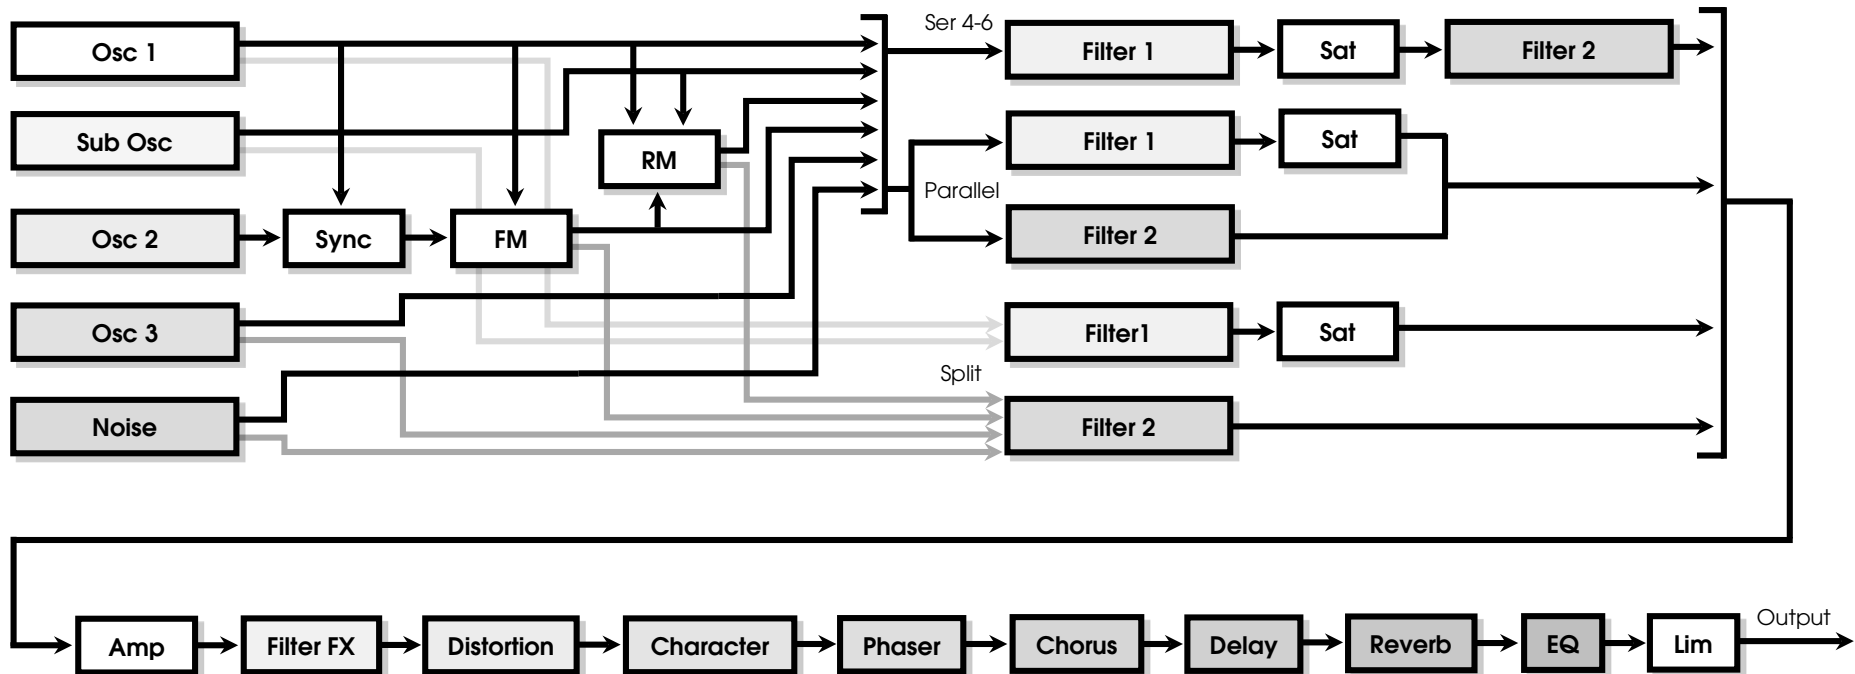 Osc 1
Sub Osc
Osc 2
Sync
FM
RM
Osc 3
Noise
Ser 4-6
Filter 1
Sat
Filter 2
Parallel
Filter 1
Sat
Filter 2
Split
Filter1
Sat
Filter 2
Amp
Filter FX
Distortion
Character
Phaser
Chorus
Delay
Reverb
EQ
Lim
Output